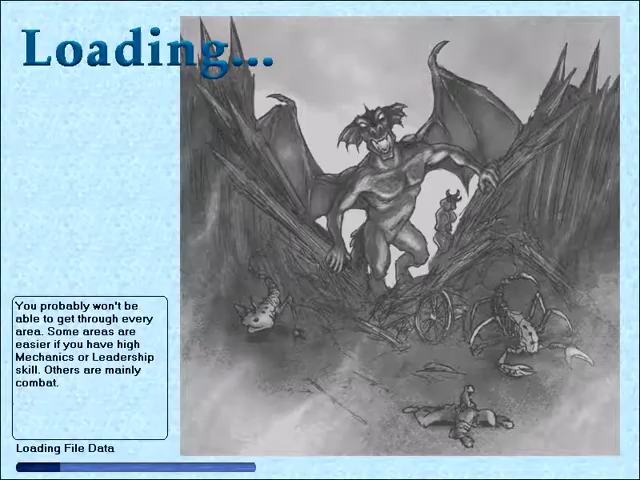 Loading...
You probably won't be
able to get through every
area. Some areas are
easier if you have high
Mechanics or Leadership
skill. Others are mainly
combat.
Loading File Data